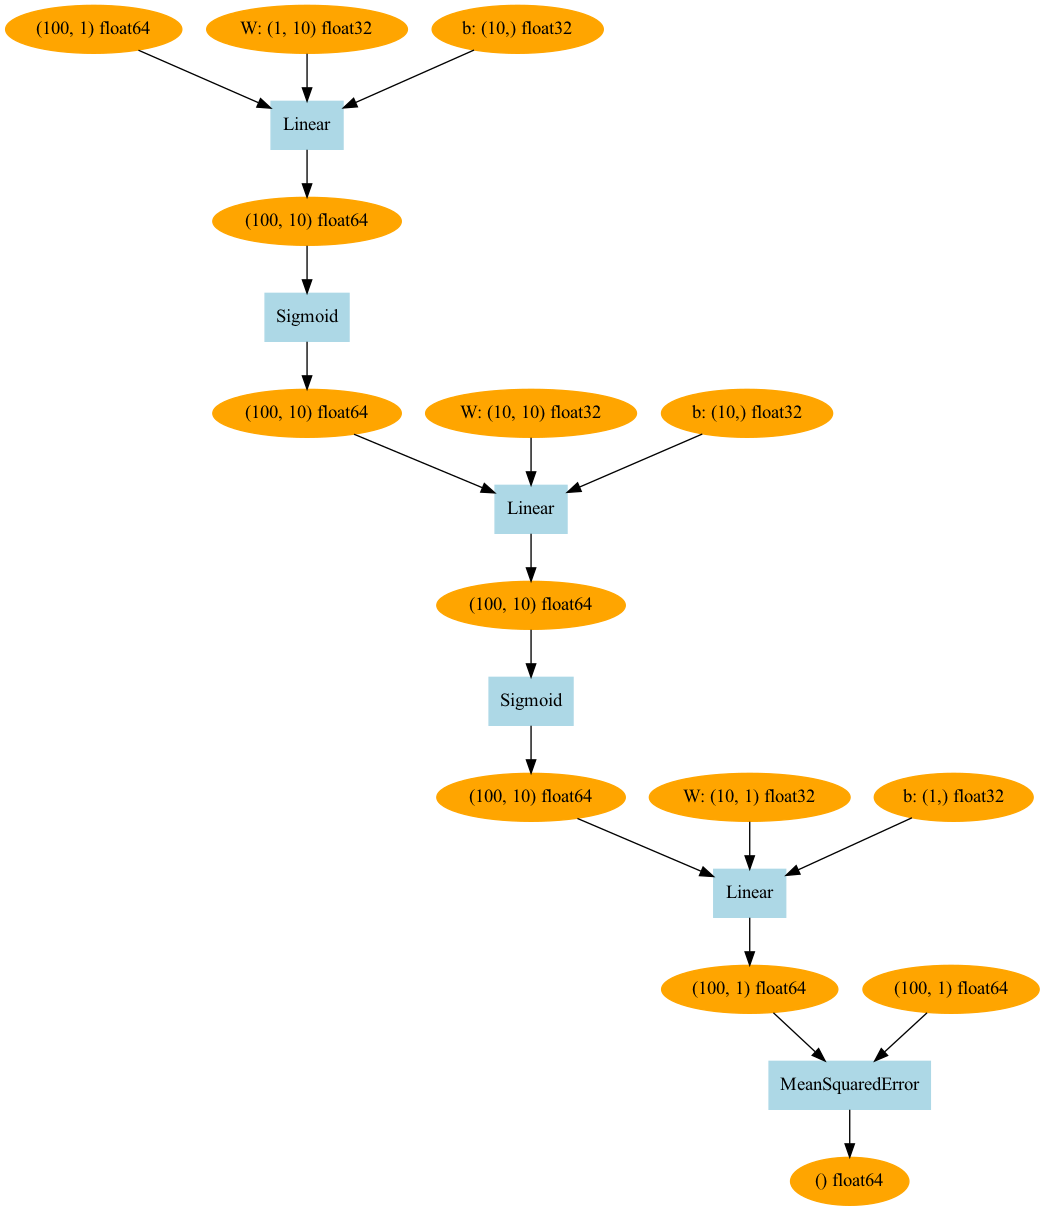 (100, 1) float64
W: (1, 10) float32
b: (10,) float32
Linear
(100, 10) float64
Sigmoid
(100, 10) float64
W: (10, 10) float32
b: (10,) float32
Linear
(100, 10) float64
Sigmoid
(100, 10) float64
W: (10, 1) float32
b: (1,) float32
Linear
(100, 1) float64
(100, 1) float64
MeanSquaredError
() float64